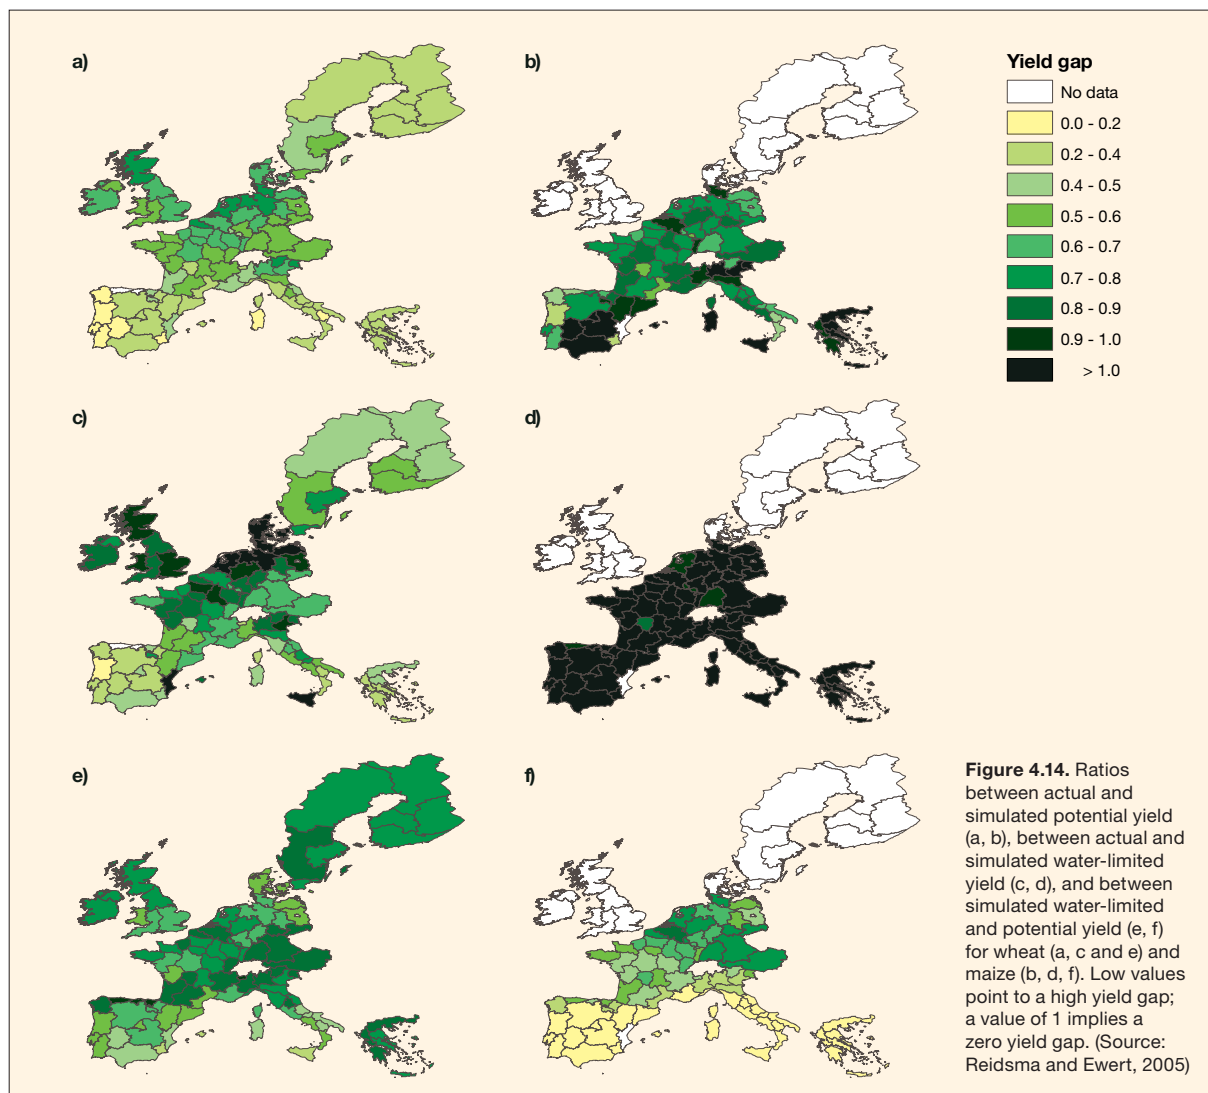 a)
b)
Yield gap
No data
0.0 - 0.2
0.2 - 0.4
0.4 - 0.5
0.5 - 0.6
0.6 - 0.7
0.7 - 0.8
0.8 - 0.9
0.9 - 1.0
> 1.0
c)
d)
e)
f)
Figure 4.14. Ratios
between actual and
simulated potential yield
(a, b), between actual and
simulated water-limited
yield (c, d), and between
simulated water-limited
and potential yield (e, f)
for wheat (a, c and e) and
maize (b, d, f). Low values
point to a high yield gap;
a value of 1 implies a
zero yield gap. (Source:
Reidsma and Ewert, 2005)